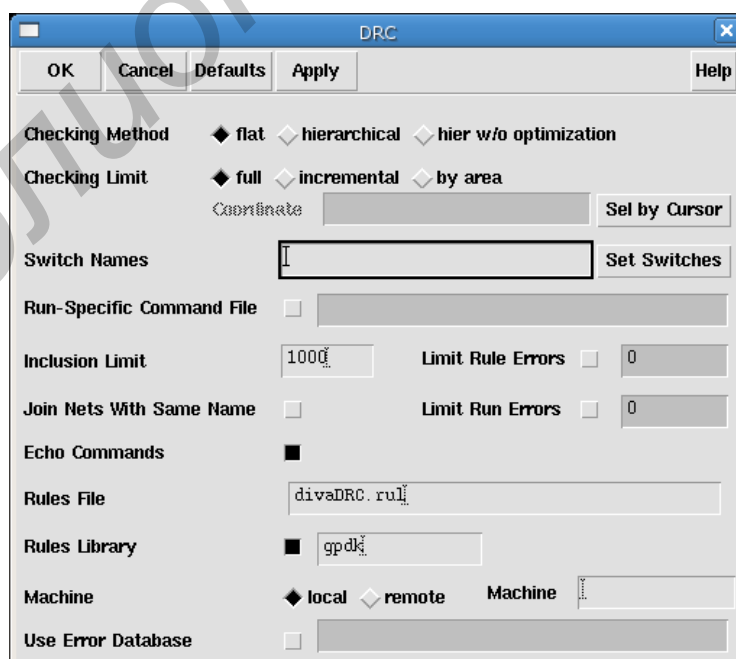 DRC
OK Cancel Defaults Apply Help
Checking Method flat hierarchical hier w/o optimization
Checking Limit full incremental by area
Coordinate Sel by Cursor
Switch Names Set Switches
Run-Specific Command File
Inclusion Limit 1000 Limit Rule Errors 0
Join Nets With Same Name Limit Run Errors 0
Echo Commands
Rules File divaDRC.rul
Rules Library gpdk
Machine local remote Machine
Use Error Database